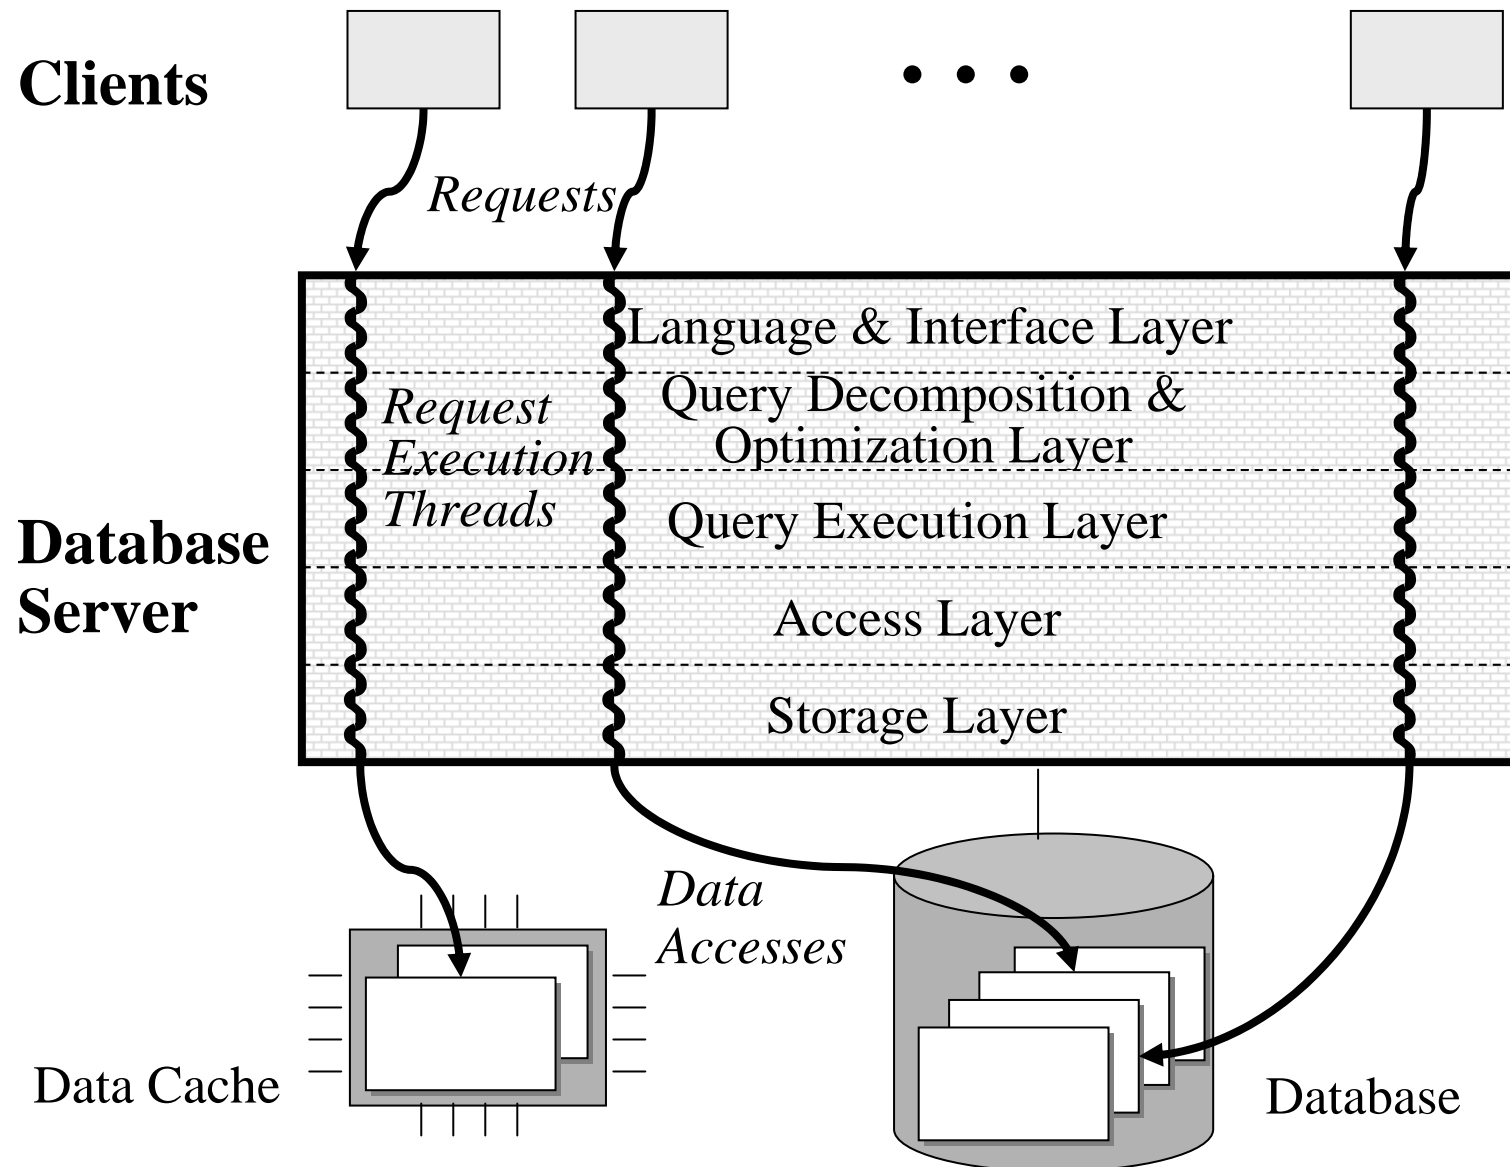 Clients
Requests
Language & Interface Layer
Query Decomposition &
Optimization Layer
Request
Execution
Threads
Query Execution Layer
Database
Server
Access Layer
Storage Layer
Data
Accesses
Data Cache
Database